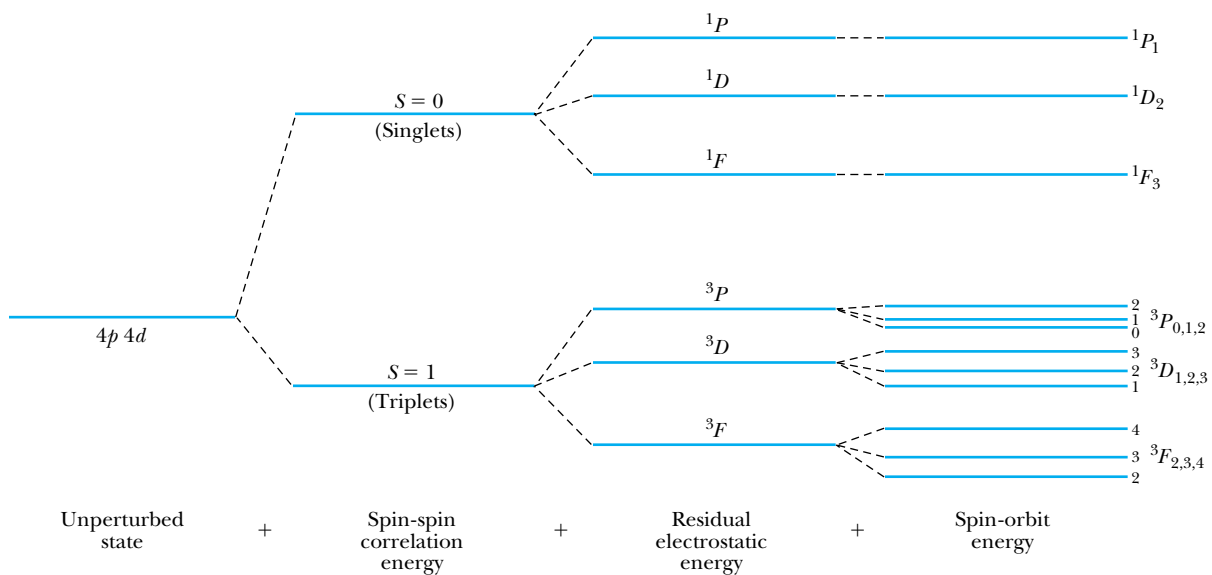 ¹P
¹P₁
¹D
¹D₂
S = 0
(Singlets)
¹F
¹F₃
4p 4d
³P
2
1
0
³P₀,₁,₂
³D
3
2
1
³D₁,₂,₃
S = 1
(Triplets)
³F
4
3
2
³F₂,₃,₄
Unperturbed
state
+
Spin-spin
correlation
energy
+
Residual
electrostatic
energy
+
Spin-orbit
energy